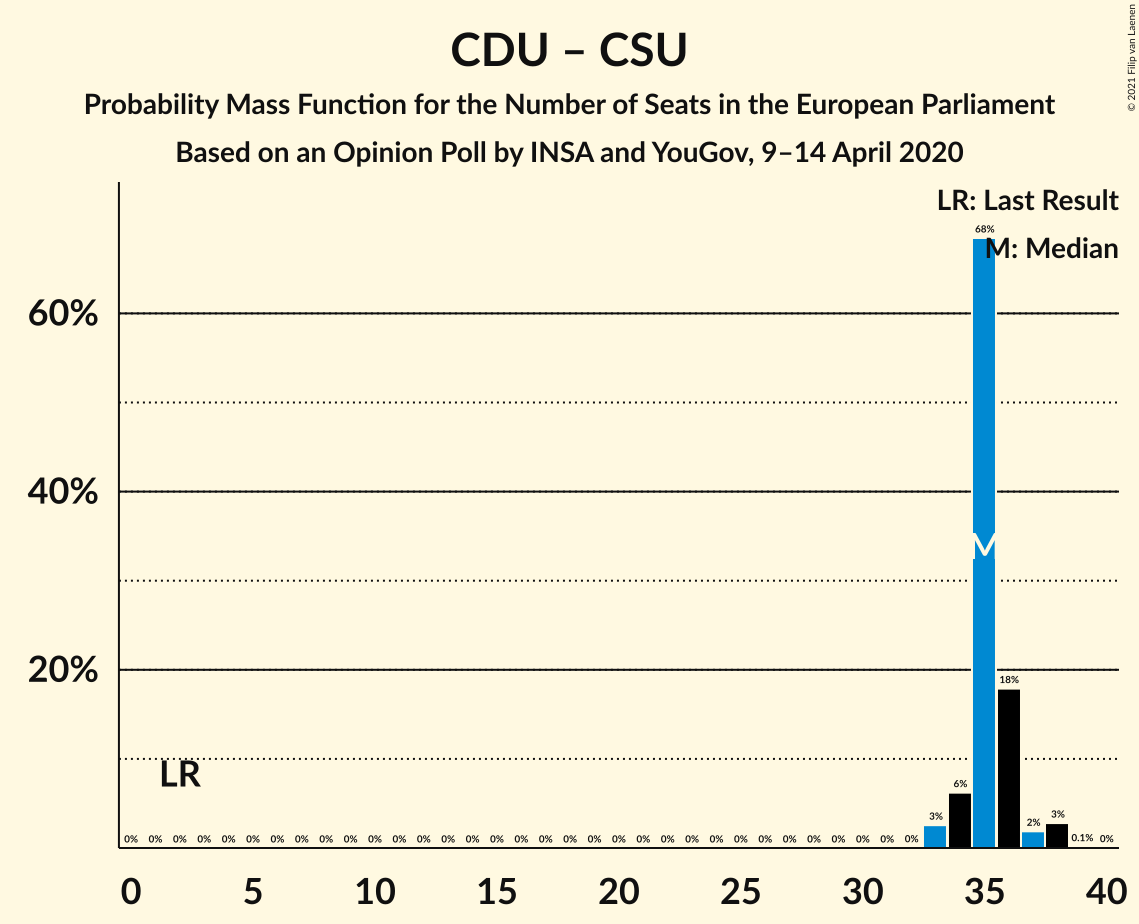 CDU – CSU
Probability Mass Function for the Number of Seats in the European Parliament
Based on an Opinion Poll by INSA and YouGov, 9–14 April 2020
© 2021 Filip van Laenen
LR: Last Result
M: Median
68%
60%
40%
M
20%
18%
LR
6%
3%
2%
3%
0% 0% 0% 0% 0% 0% 0% 0% 0% 0% 0% 0% 0% 0% 0% 0% 0% 0% 0% 0% 0% 0% 0% 0% 0% 0% 0% 0% 0% 0% 0% 0% 0% 0.1% 0%
0 5 10 15 20 25 30 35 40